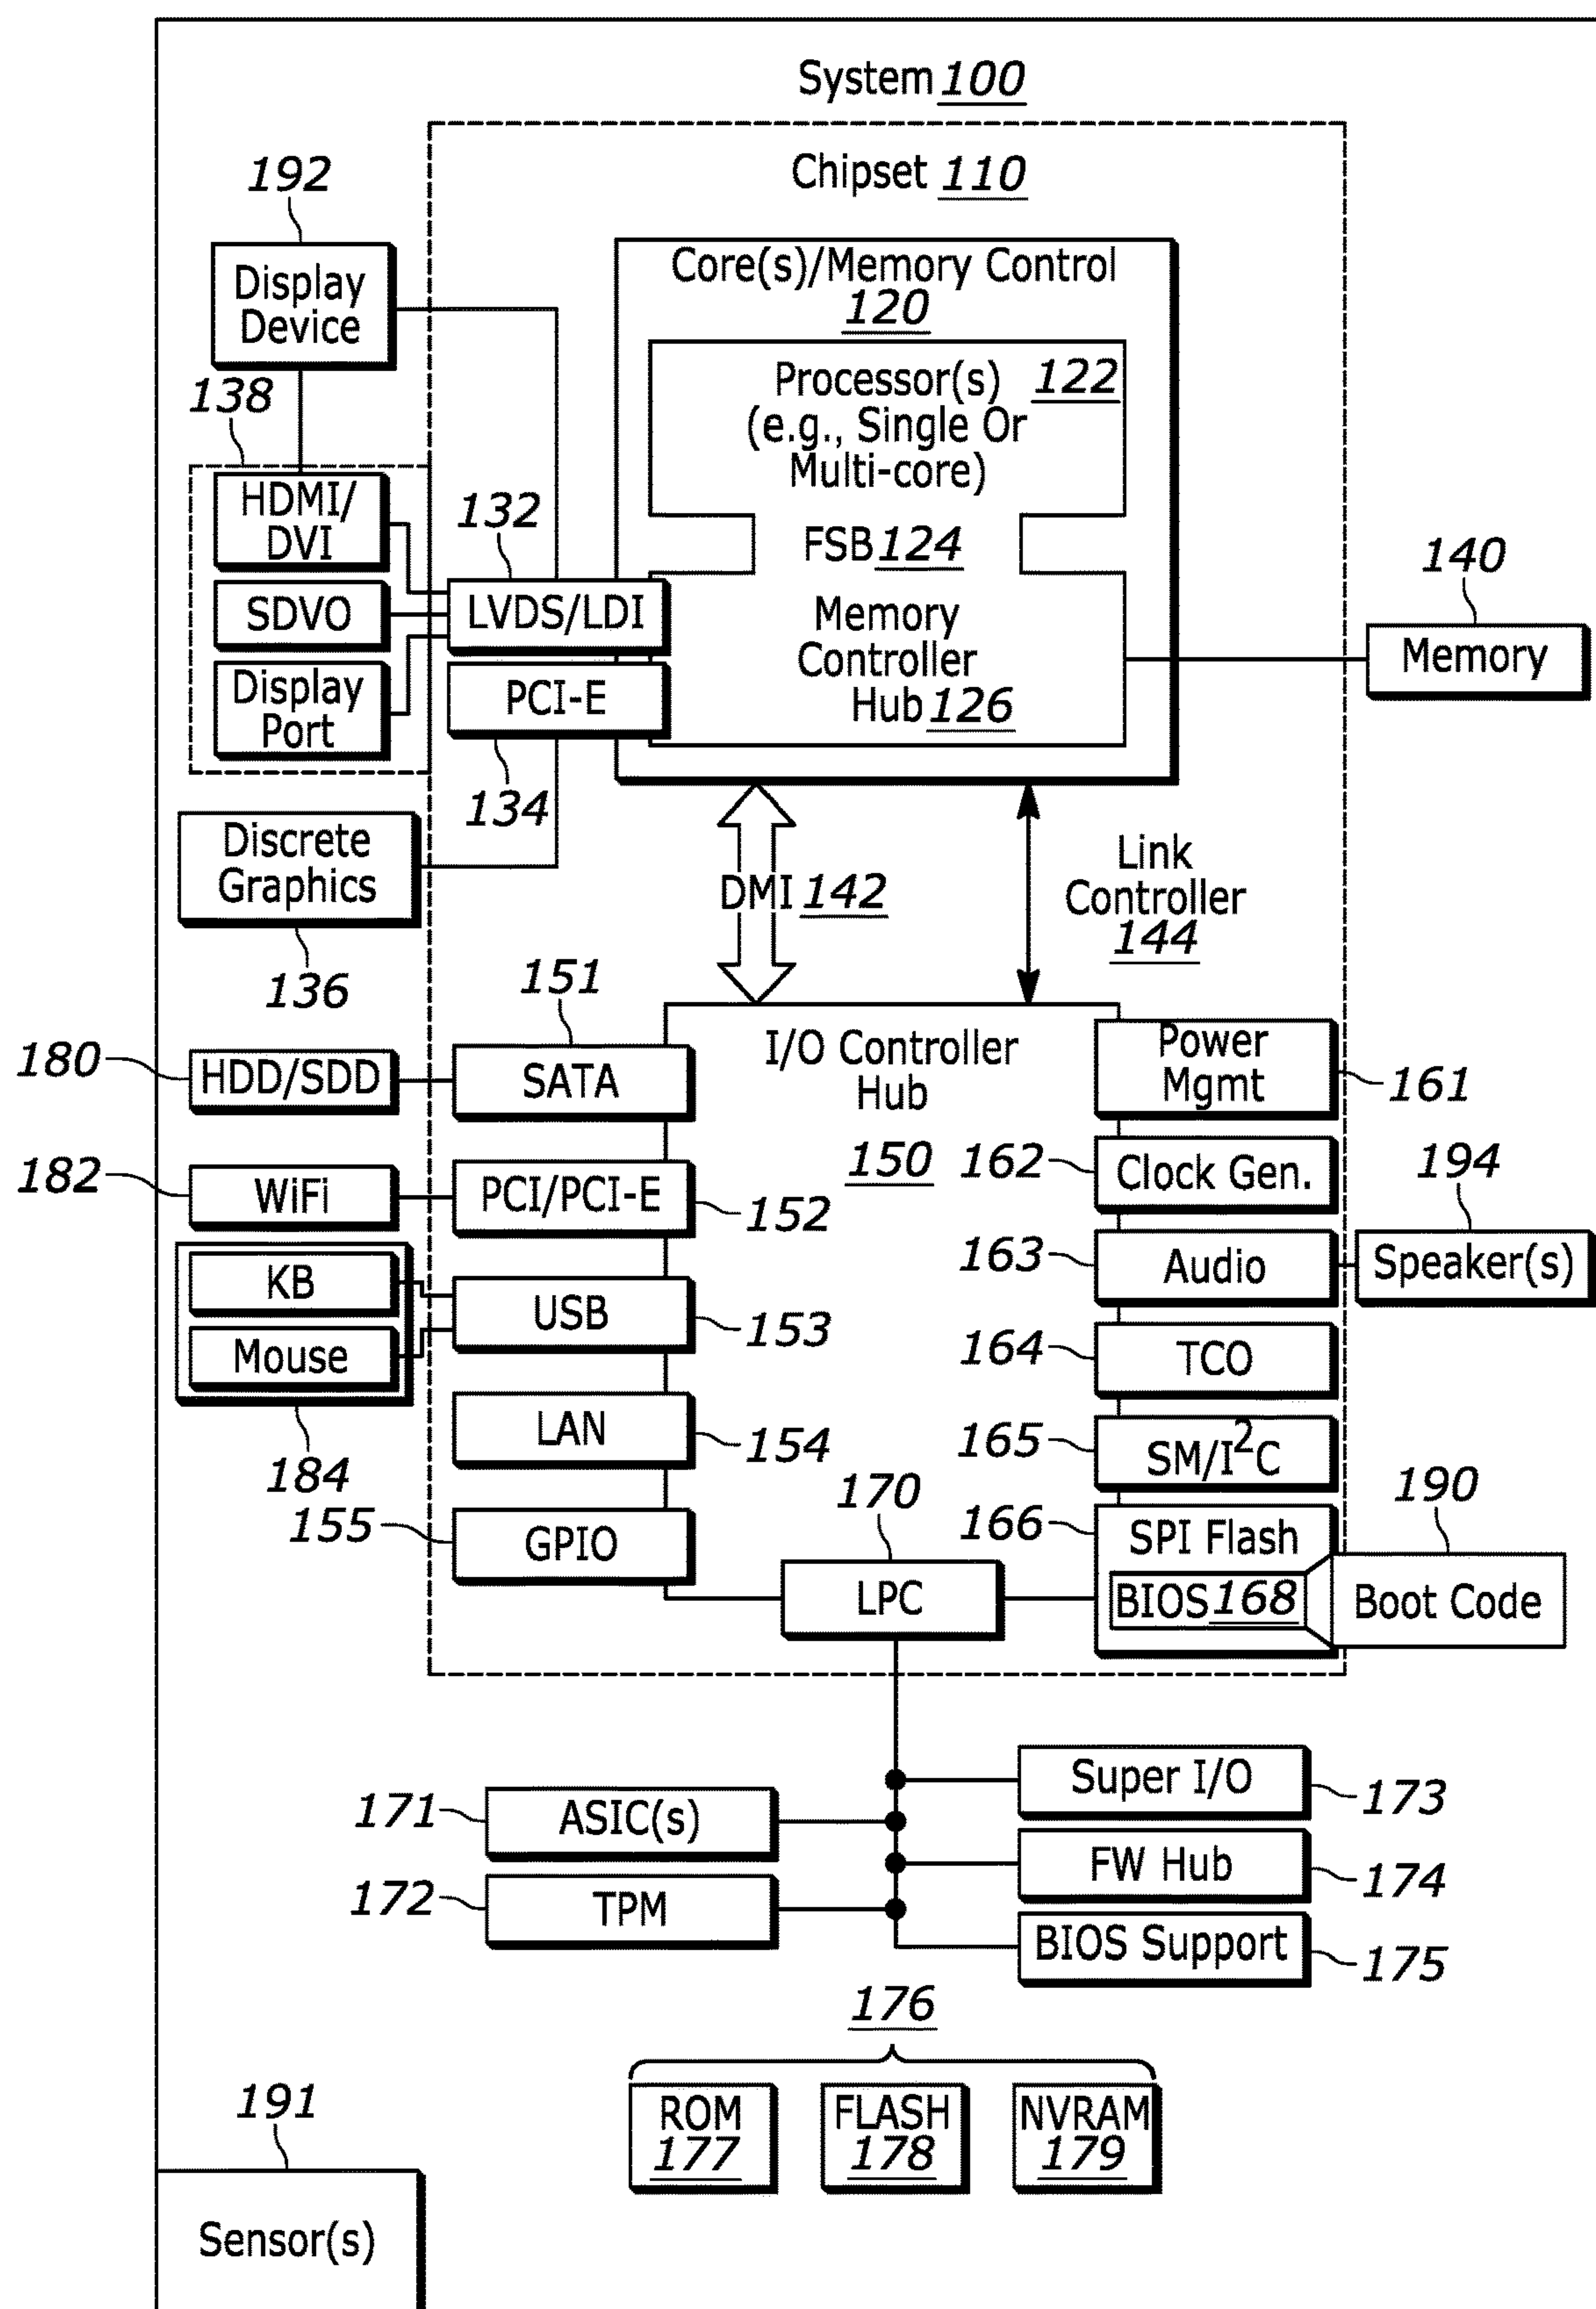 System 100
Chipset 110
192
Display
Device
Core(s)/Memory Control
120
Processor(s) 122
(e.g., Single Or
Multi-core)
138
HDMI/
DVI
132
FSB 124
140
SDVO
LVDS/LDI
Memory
Controller
Hub 126
Memory
Display
Port
PCI-E
134
Discrete
Graphics
136
DMI 142
Link
Controller
144
151
I/O Controller
Hub
150
180
HDD/SDD
SATA
Power
Mgmt
161
182
WiFi
PCI/PCI-E
152
162
Clock Gen.
194
KB
Mouse
184
USB
153
163
Audio
Speaker(s)
164
TCO
LAN
154
165
SM/I2C
155
GPIO
170
LPC
166
SPI Flash
BIOS 168
190
Boot Code
171
ASIC(s)
Super I/O
173
172
TPM
FW Hub
174
BIOS Support
175
176
ROM
177
FLASH
178
NVRAM
179
191
Sensor(s)